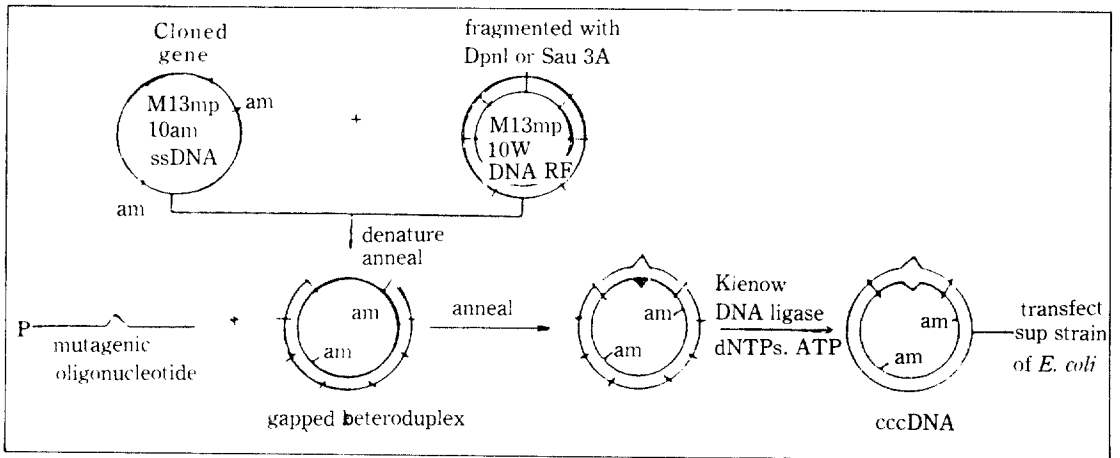 Cloned
gene
fragmented with
DpnI or Sau 3A
M13mp
10am
ssDNA
am
+
M13mp
10W
DNA RF
am
denature
anneal
P
mutagenic
oligonucleotide
+
am
am
gapped heteroduplex
anneal
am
am
Kienow
DNA ligase
dNTPs. ATP
am
am
cccDNA
transfect
sup strain
of E. coli